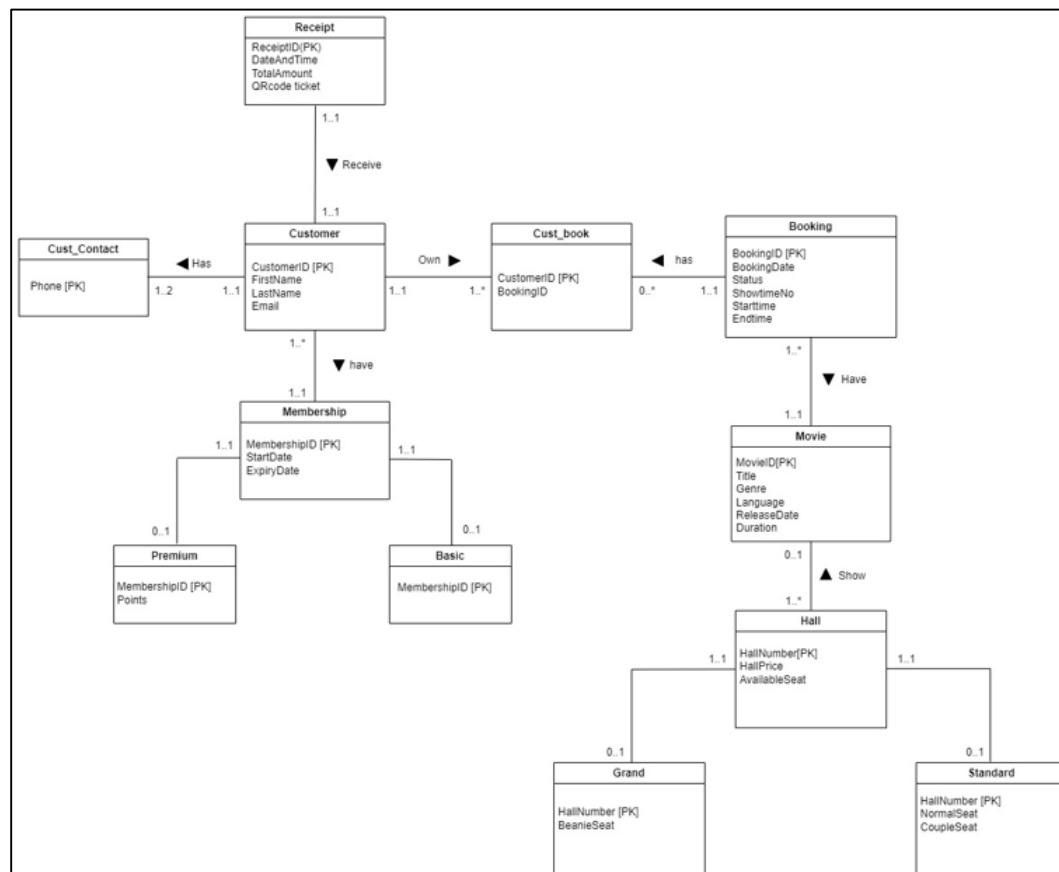 Receipt
ReceiptID(PK)
DateAndTime
TotalAmount
QRcode ticket
1..1
▼ Receive
1..1
Cust_Contact
Phone [PK]
◀ Has
1..2
1..1
Customer
CustomerID [PK]
FirstName
LastName
Email
Own ▶
1..1
1..*
Cust_book
CustomerID [PK]
BookingID
◀ has
0..*
1..1
Booking
BookingID [PK]
BookingDate
Status
ShowtimeNo
Starttime
Endtime
1..*
▼ have
1..1
Membership
MembershipID [PK]
StartDate
ExpiryDate
1..1
1..1
0..1
0..1
Premium
MembershipID [PK]
Points
Basic
MembershipID [PK]
1..*
▼ Have
1..1
Movie
MovieID[PK]
Title
Genre
Language
ReleaseDate
Duration
0..1
▲ Show
1..*
Hall
HallNumber[PK]
HallPrice
AvailableSeat
1..1
1..1
0..1
0..1
Grand
HallNumber [PK]
BeanieSeat
Standard
HallNumber [PK]
NormalSeat
CoupleSeat